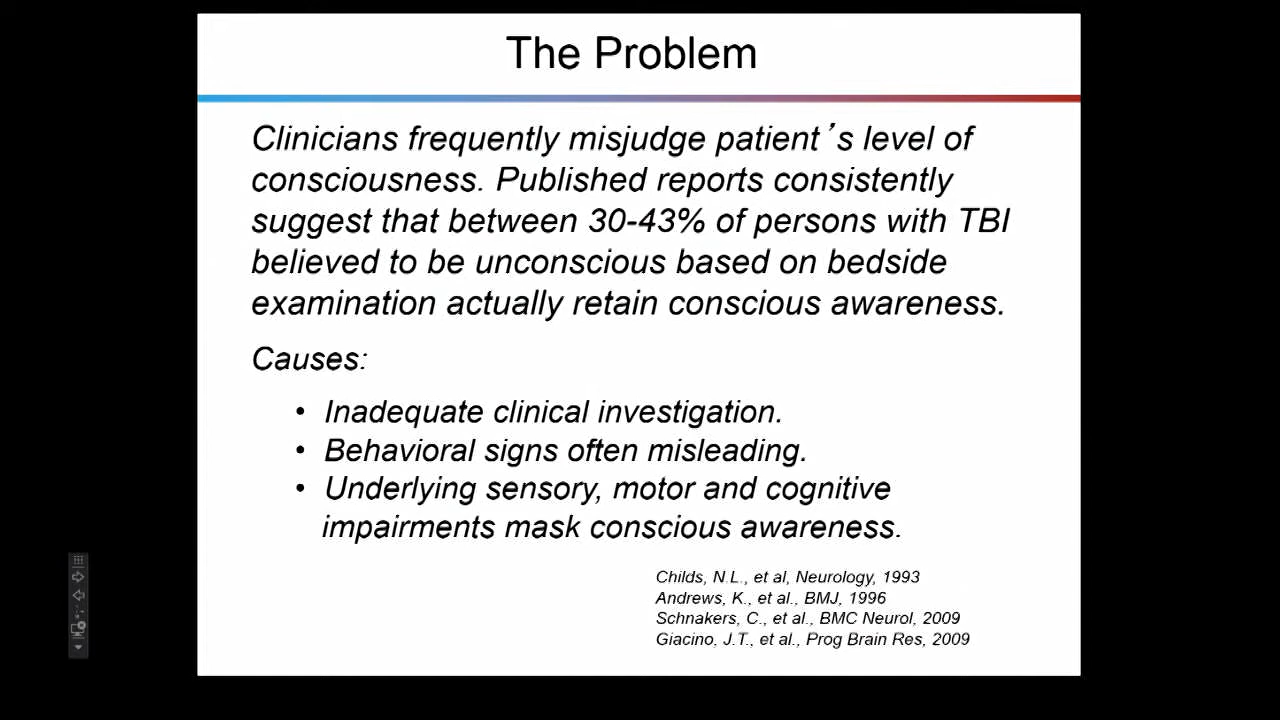 The Problem
Clinicians frequently misjudge patient’s level of
consciousness. Published reports consistently
suggest that between 30-43% of persons with TBI
believed to be unconscious based on bedside
examination actually retain conscious awareness.
Causes:
• Inadequate clinical investigation.
• Behavioral signs often misleading.
• Underlying sensory, motor and cognitive
impairments mask conscious awareness.
Childs, N.L., et al, Neurology, 1993
Andrews, K., et al., BMJ, 1996
Schnakers, C., et al., BMC Neurol, 2009
Giacino, J.T., et al., Prog Brain Res, 2009